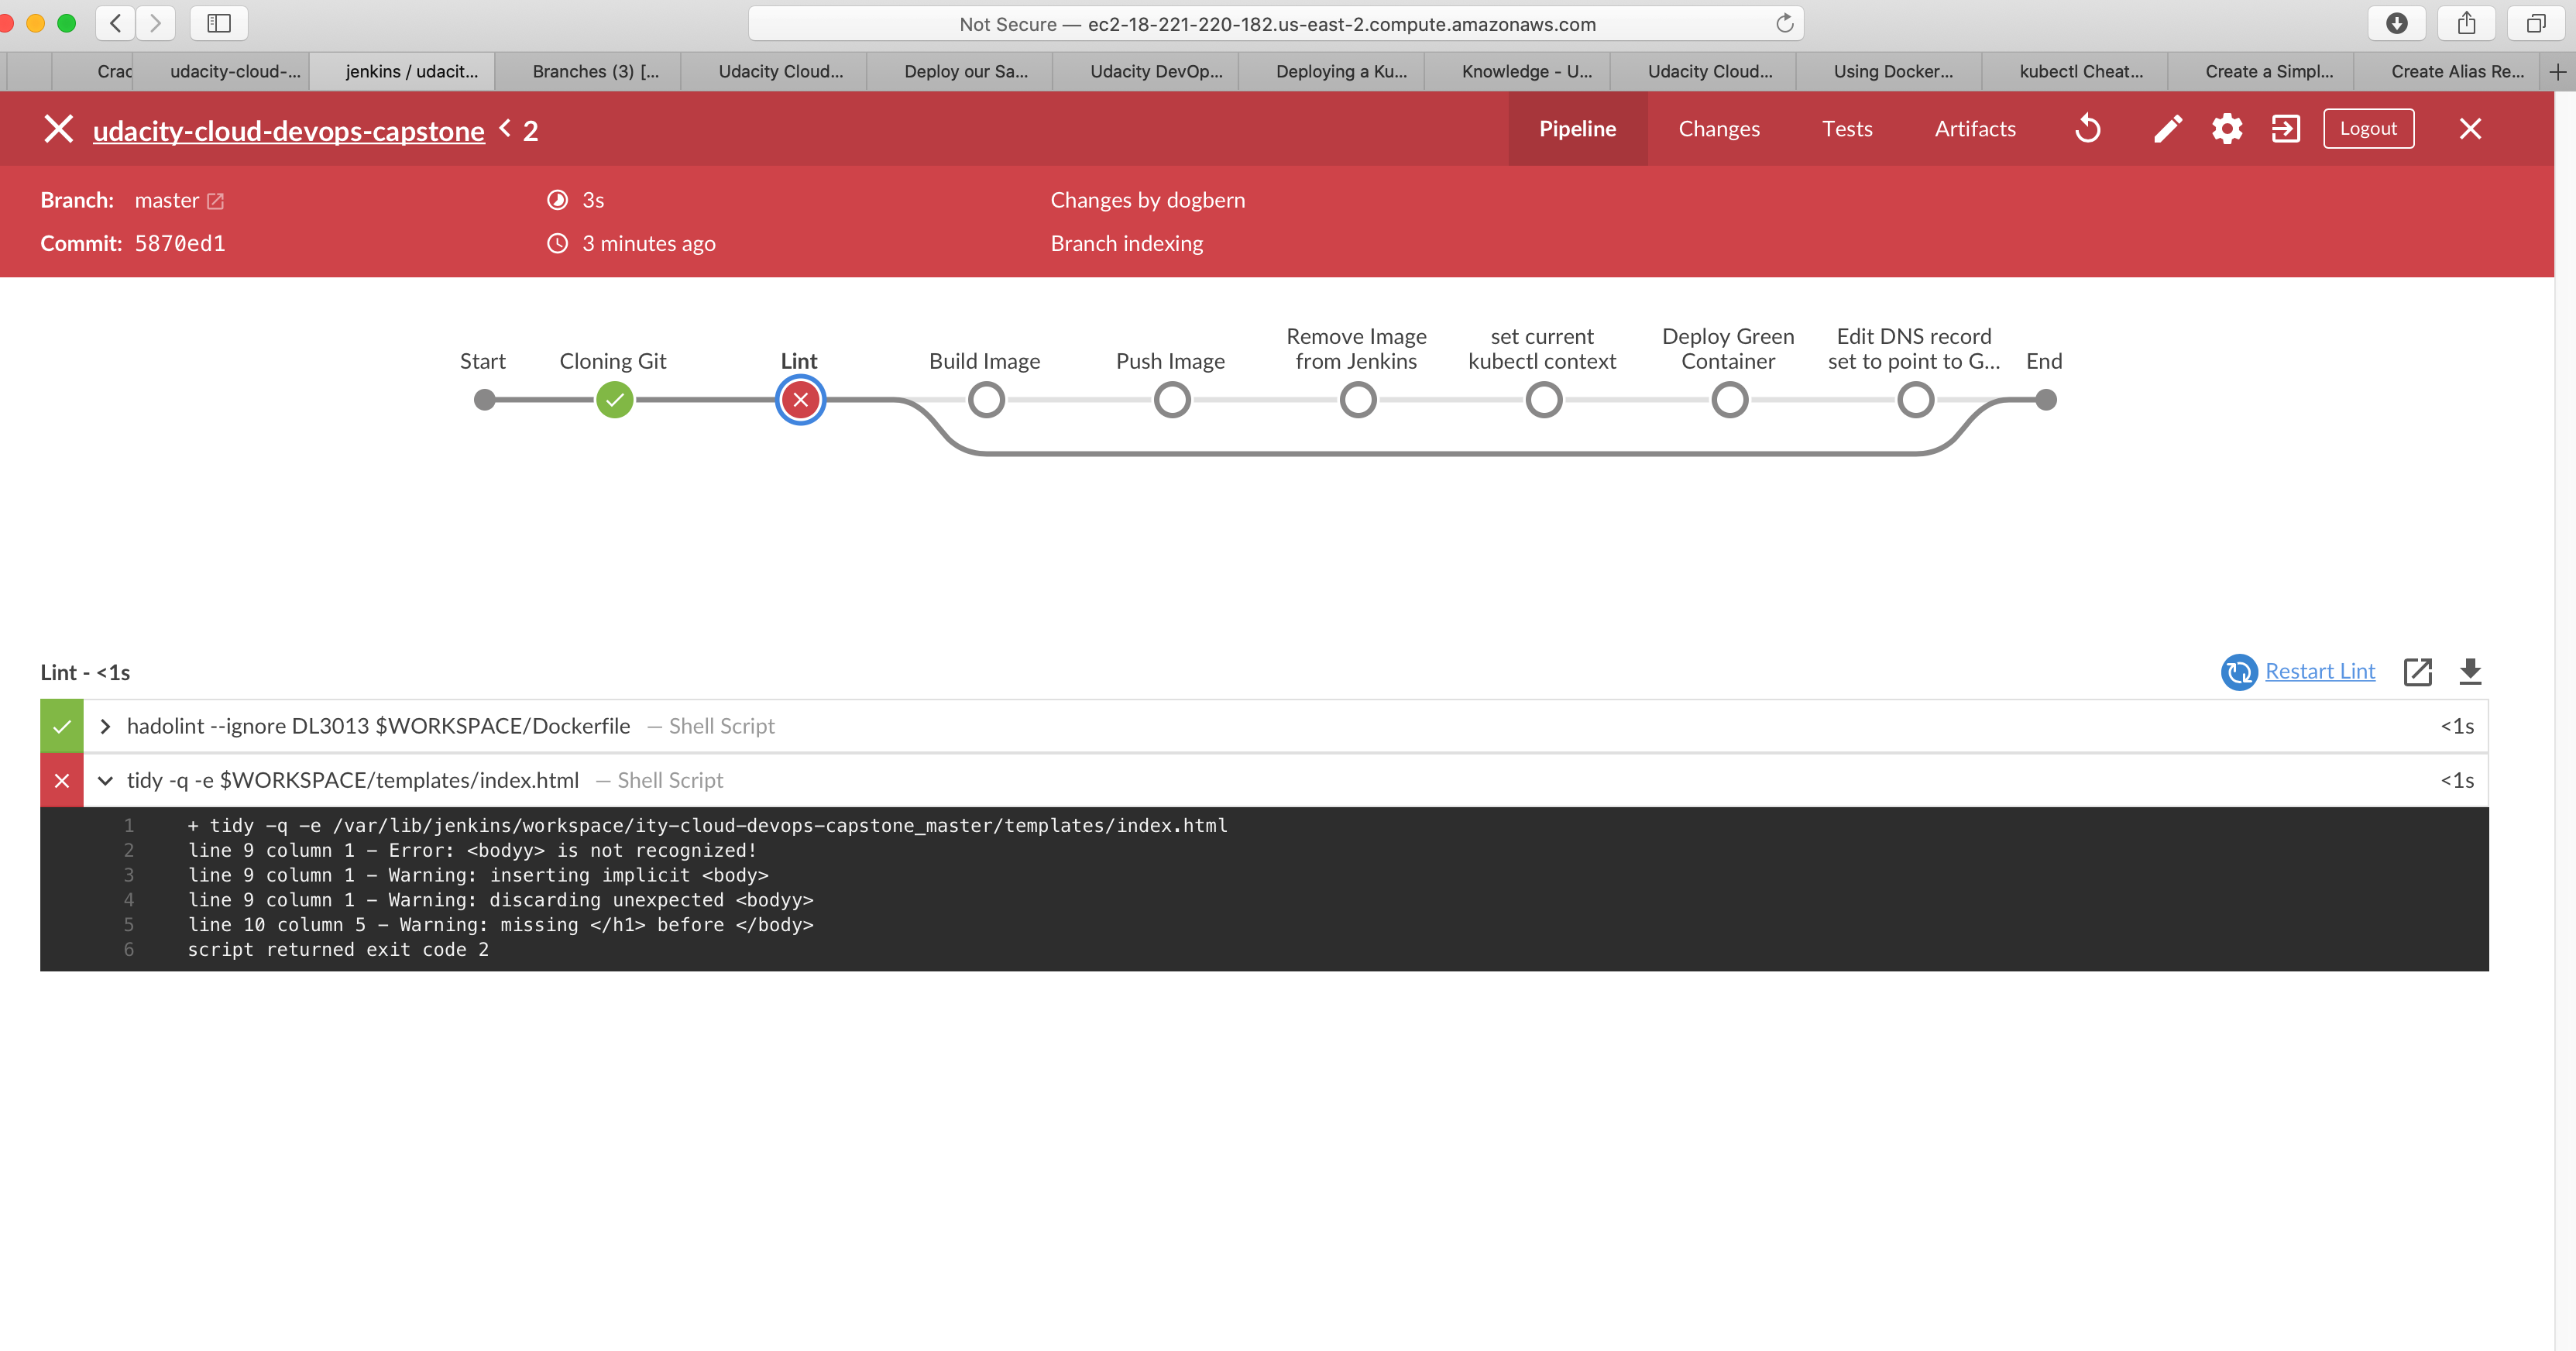 Not Secure — ec2-18-221-220-182.us-east-2.compute.amazonaws.com
Crac udacity-cloud-... jenkins / udacit... Branches (3) [... Udacity Cloud... Deploy our Sa... Udacity DevOp... Deploying a Ku... Knowledge - U... Udacity Cloud... Using Docker... kubectl Cheat... Create a Simpl... Create Alias Re...
udacity-cloud-devops-capstone < 2 Pipeline Changes Tests Artifacts Logout
Branch: master 3s Changes by dogbern
Commit: 5870ed1 3 minutes ago Branch indexing
Start Cloning Git Lint Build Image Push Image Remove Image from Jenkins set current kubectl context Deploy Green Container Edit DNS record set to point to G... End
Lint - <1s Restart Lint
hadolint --ignore DL3013 $WORKSPACE/Dockerfile — Shell Script <1s
tidy -q -e $WORKSPACE/templates/index.html — Shell Script <1s
1 + tidy -q -e /var/lib/jenkins/workspace/ity-cloud-devops-capstone_master/templates/index.html
2 line 9 column 1 - Error: <bodyy> is not recognized!
3 line 9 column 1 - Warning: inserting implicit <body>
4 line 9 column 1 - Warning: discarding unexpected <bodyy>
5 line 10 column 5 - Warning: missing </h1> before </body>
6 script returned exit code 2